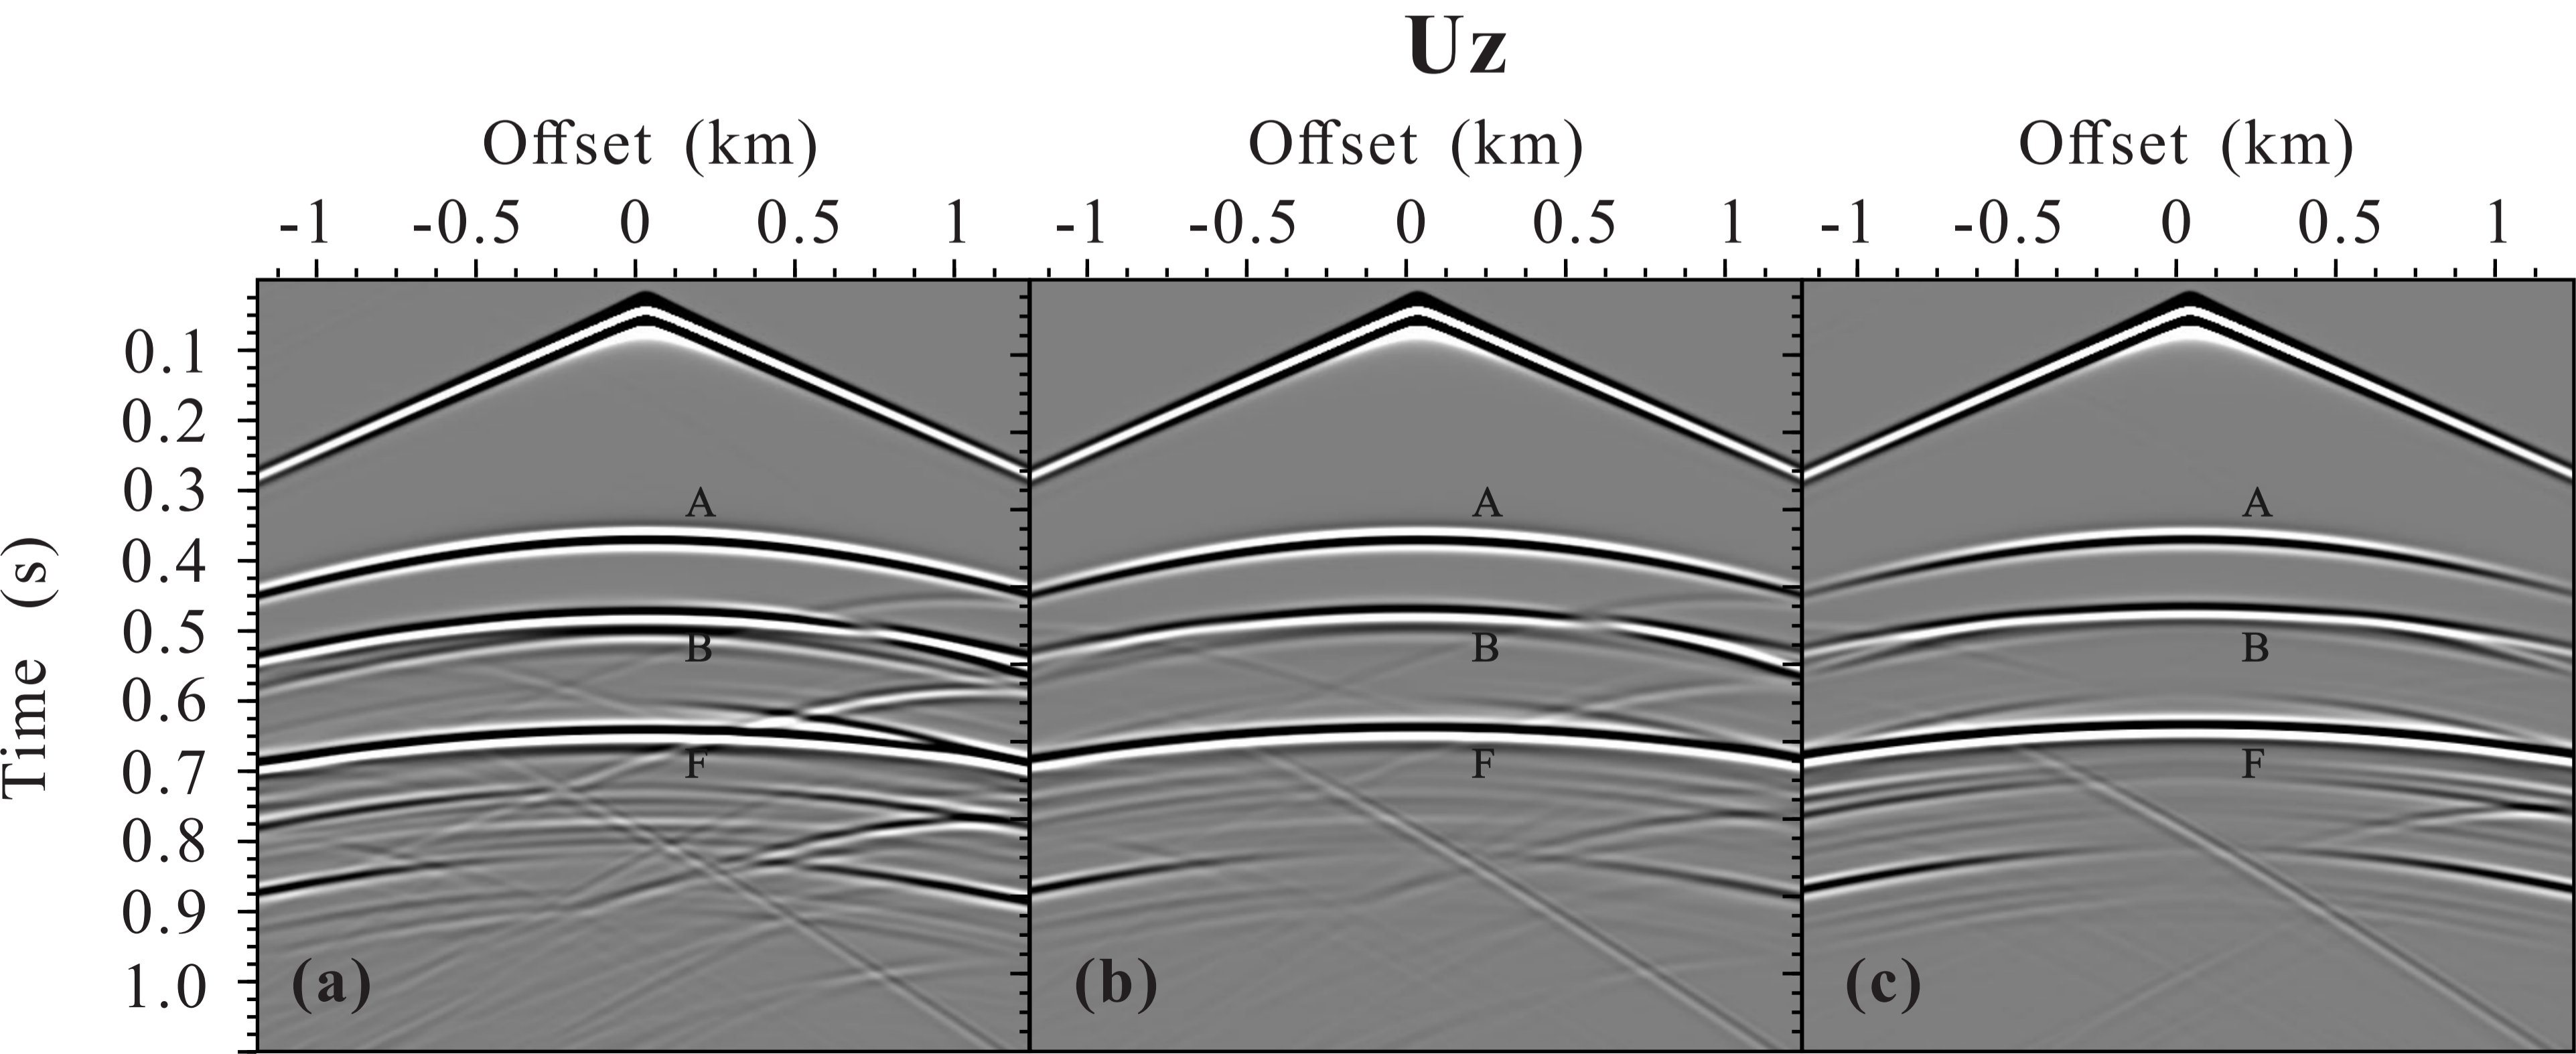 Uz
Offset (km) Offset (km) Offset (km)
-1 -0.5 0 0.5 1 -1 -0.5 0 0.5 1 -1 -0.5 0 0.5 1
Time (s)
0.1
0.2
0.3
0.4
0.5
0.6
0.7
0.8
0.9
1.0
A A A
B B B
F F F
(a) (b) (c)